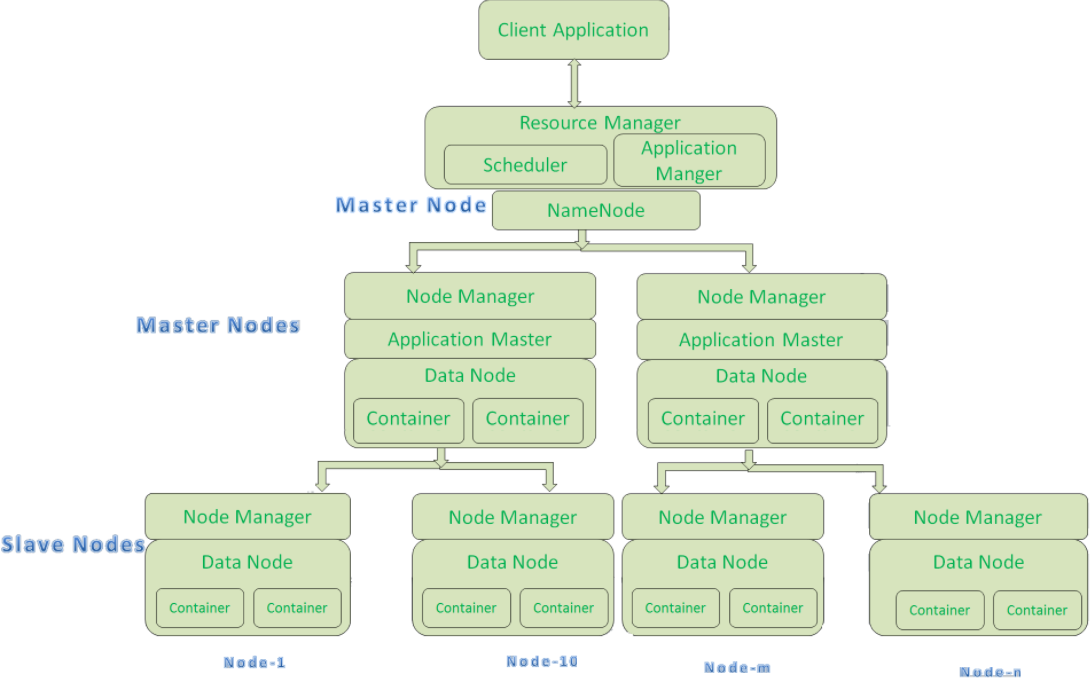 Client Application
Resource Manager
Scheduler
Application
Manger
Master Node
NameNode
Node Manager
Node Manager
Master Nodes
Application Master
Application Master
Data Node
Data Node
Container
Container
Container
Container
Node Manager
Node Manager
Node Manager
Node Manager
Slave Nodes
Data Node
Data Node
Data Node
Data Node
Container
Container
Container
Container
Container
Container
Container
Container
Node-1
Node-10
Node-m
Node-n